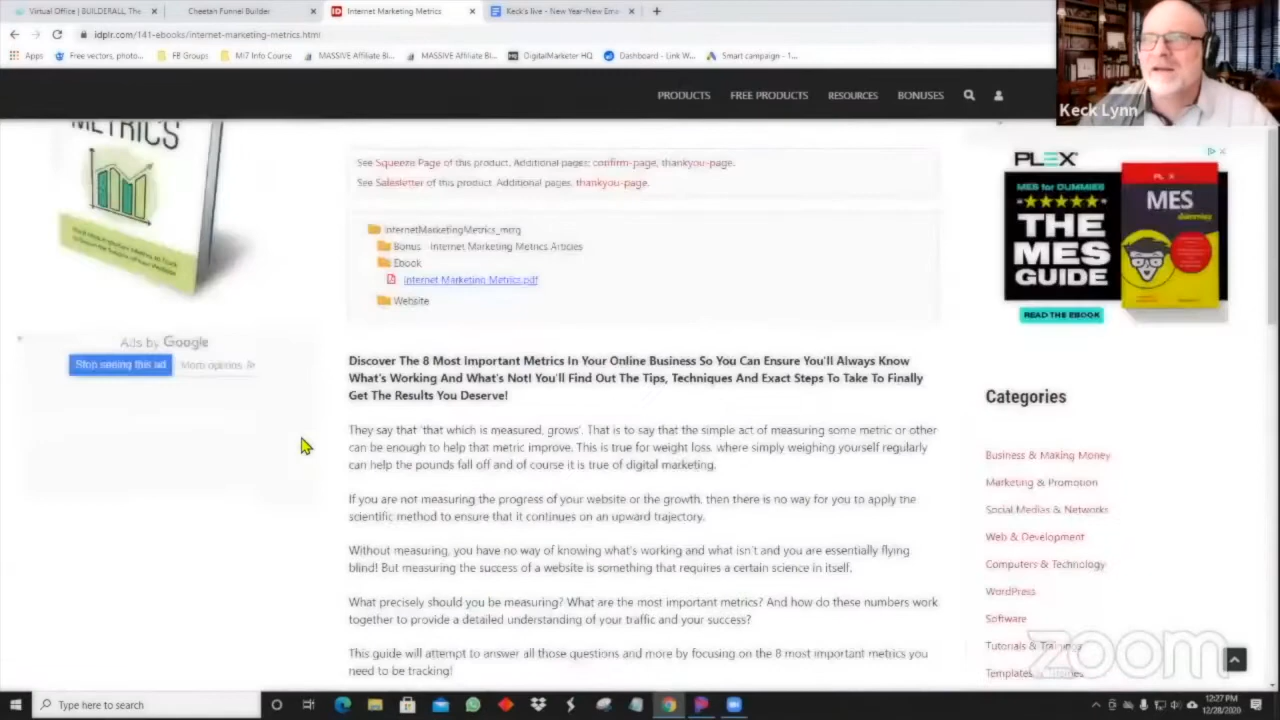 Virtual Office | BUILDERALL, The
Cheetah Funnel Builder
Internet Marketing Metrics
Keck's live - New Year-New Ema
idplr.com/141-ebooks/internet-marketing-metrics.html
Apps
Free vectors, photo...
FB Groups
MI7 Info Course
MASSIVE Affiliate Bl...
MASSIVE Affiliate Bl...
DigitalMarketer HQ
Dashboard - Link W...
Smart campaign - 1...
Keck Lynn
PRODUCTS
FREE PRODUCTS
RESOURCES
BONUSES
METRICS
See Squeeze Page of this product. Additional pages: confirm-page, thankyou-page.
See Salesletter of this product. Additional pages: thankyou-page.
InternetMarketingMetrics_mrrg
Bonus - Internet Marketing Metrics Articles
Ebook
Internet Marketing Metrics.pdf
Website
PLEX
MES for DUMMIES
THE
MES
GUIDE
READ THE EBOOK
MES
dummies
Ads by Google
Stop seeing this ad
Discover The 8 Most Important Metrics In Your Online Business So You Can Ensure You'll Always Know
What's Working And What's Not! You'll Find Out The Tips, Techniques And Exact Steps To Take To Finally
Get The Results You Deserve!
They say that 'that which is measured, grows'. That is to say that the simple act of measuring some metric or other
can be enough to help that metric improve. This is true for weight loss, where simply weighing yourself regularly
can help the pounds fall off and of course it is true of digital marketing.
If you are not measuring the progress of your website or the growth, then there is no way for you to apply the
scientific method to ensure that it continues on an upward trajectory.
Without measuring, you have no way of knowing what's working and what isn't and you are essentially flying
blind! But measuring the success of a website is something that requires a certain science in itself.
What precisely should you be measuring? What are the most important metrics? And how do these numbers work
together to provide a detailed understanding of your traffic and your success?
This guide will attempt to answer all those questions and more by focusing on the 8 most important metrics you
need to be tracking!
Categories
Business & Making Money
Marketing & Promotion
Social Medias & Networks
Web & Development
Computers & Technology
WordPress
Software
Tutorials & Trainings
Templates &
zoom
Type here to search
12:27 PM
12/28/2020